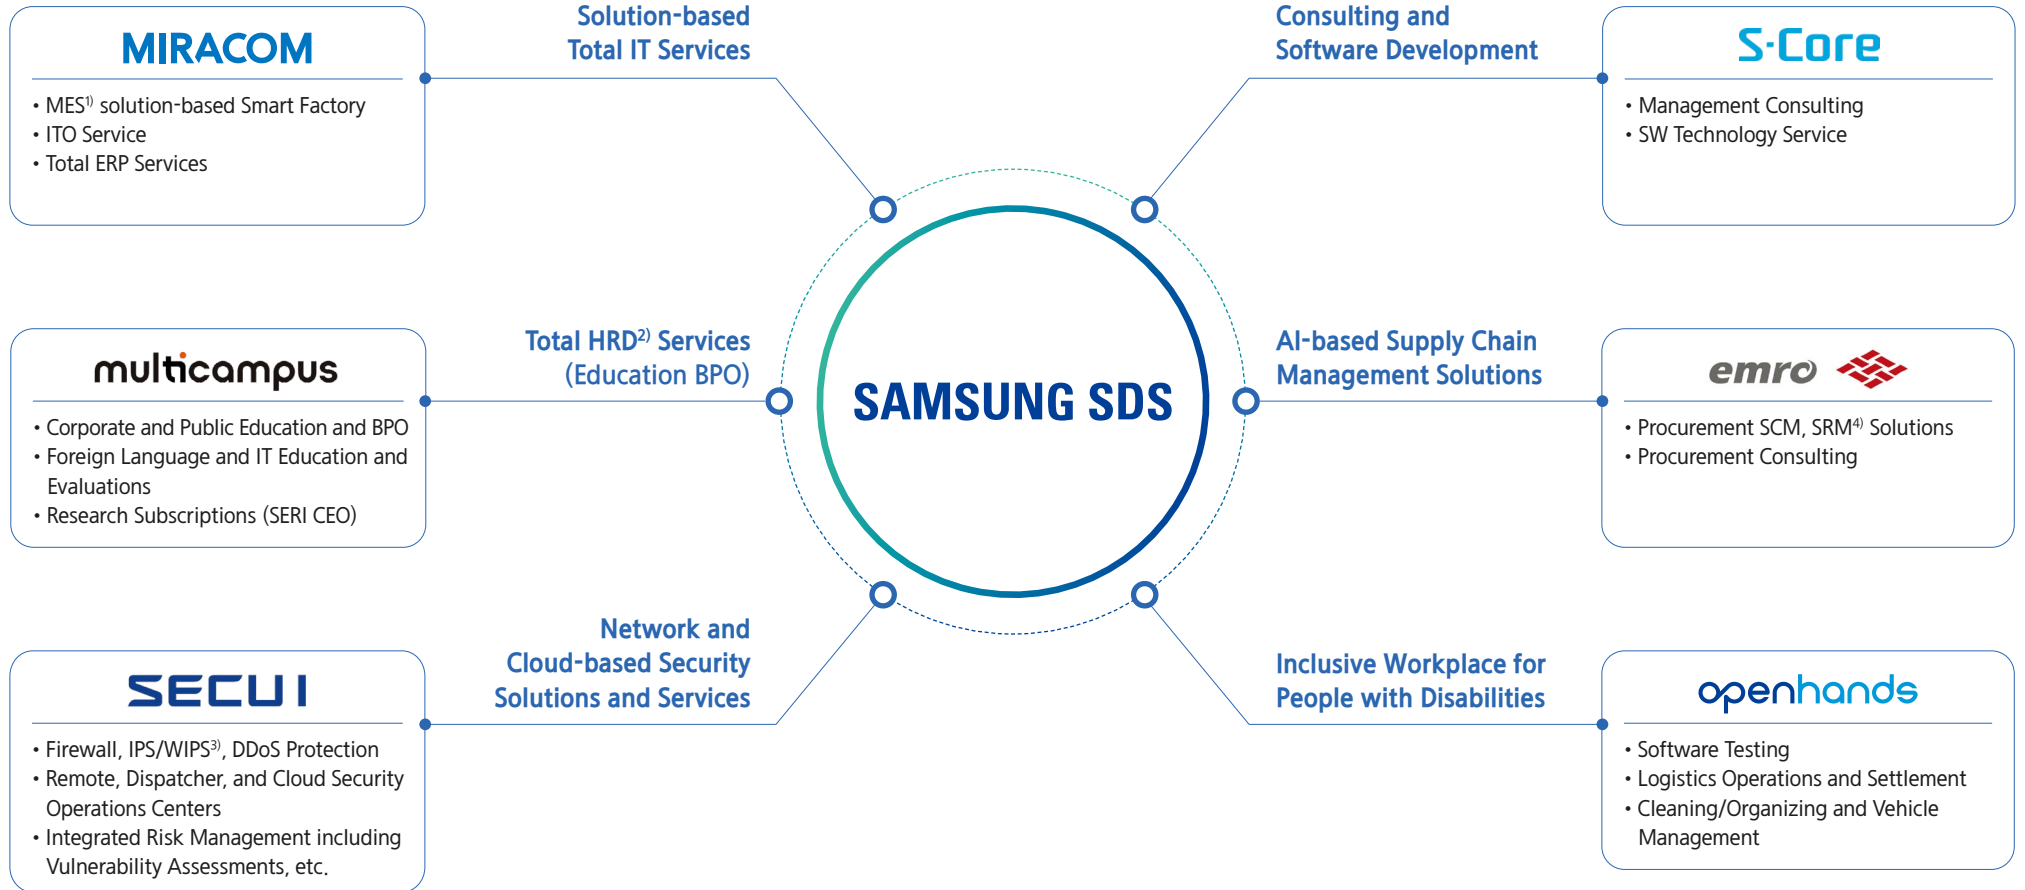 MIRACOM
• MES1) solution-based Smart Factory
• ITO Service
• Total ERP Services
Solution-based
Total IT Services
Consulting and
Software Development
S-Core
• Management Consulting
• SW Technology Service
multicampus
• Corporate and Public Education and BPO
• Foreign Language and IT Education and
Evaluations
• Research Subscriptions (SERI CEO)
Total HRD2) Services
(Education BPO)
SAMSUNG SDS
AI-based Supply Chain
Management Solutions
emro
• Procurement SCM, SRM4) Solutions
• Procurement Consulting
SECUI
• Firewall, IPS/WIPS3), DDoS Protection
• Remote, Dispatcher, and Cloud Security
Operations Centers
• Integrated Risk Management including
Vulnerability Assessments, etc.
Network and
Cloud-based Security
Solutions and Services
Inclusive Workplace for
People with Disabilities
openhands
• Software Testing
• Logistics Operations and Settlement
• Cleaning/Organizing and Vehicle
Management